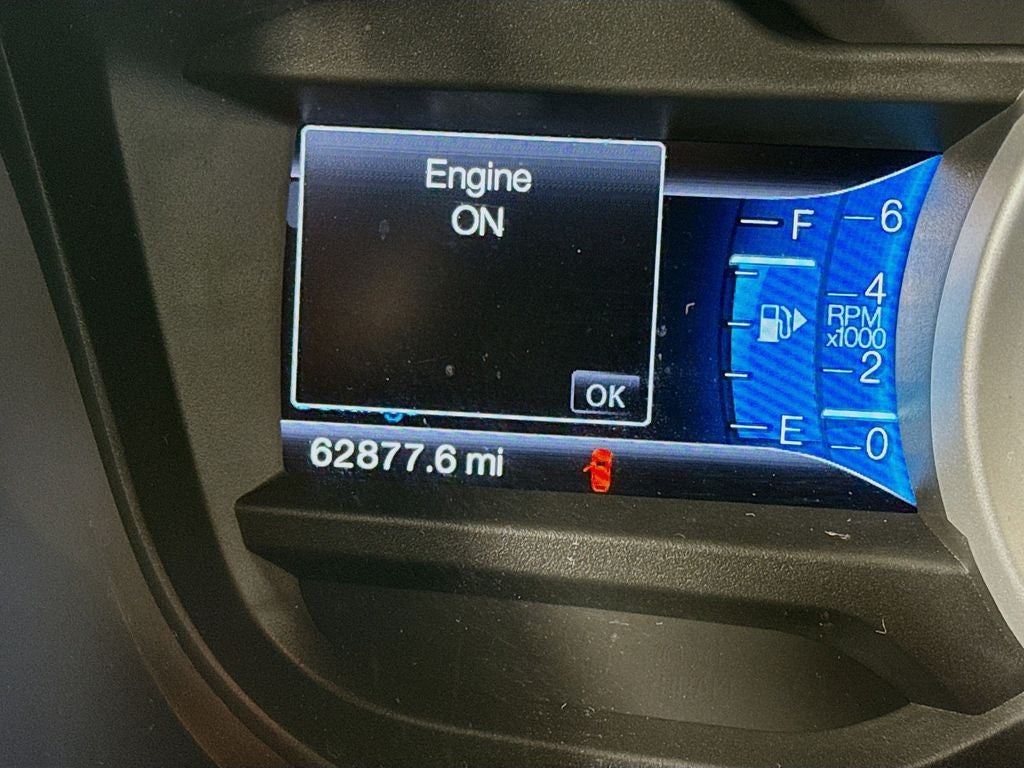 Engine
ON
OK
62877.6 mi
F
E
6
4
RPM
x1000
2
0